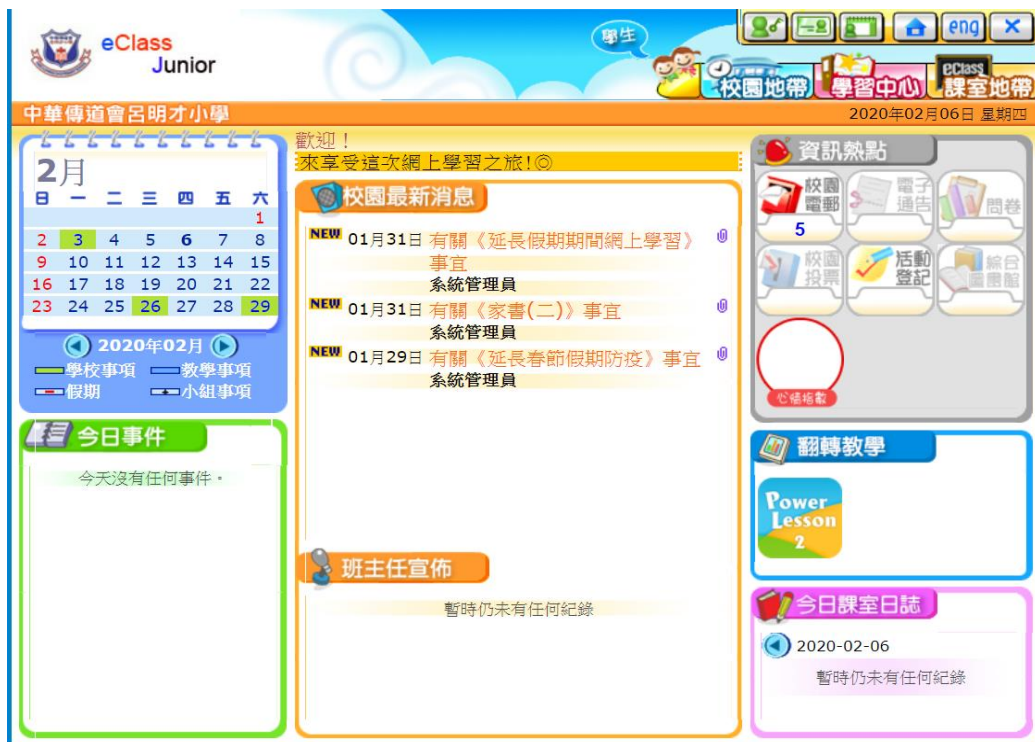 eClass
Junior
學生
eng
校園地帶
學習中心
eClass
課室地帶
中華傳道會呂明才小學
2020年02月06日 星期四
2月
日 一 二 三 四 五 六
1
2 3 4 5 6 7 8
9 10 11 12 13 14 15
16 17 18 19 20 21 22
23 24 25 26 27 28 29
2020年02月
學校事項 教學事項
假期 小組事項
今日事件
今天沒有任何事件。
歡迎！
來享受這次網上學習之旅!◎
校園最新消息
NEW 01月31日 有關《延長假期期間網上學習》
事宜
系統管理員
NEW 01月31日 有關《家書(二)》事宜
系統管理員
NEW 01月29日 有關《延長春節假期防疫》事宜
系統管理員
班主任宣佈
暫時仍未有任何紀錄
資訊熱點
校園
電郵
5
電子
通告
問卷
校園
投票
活動
登記
綜合
圖書館
心情指數
翻轉教學
Power
Lesson
2
今日課室日誌
2020-02-06
暫時仍未有任何紀錄